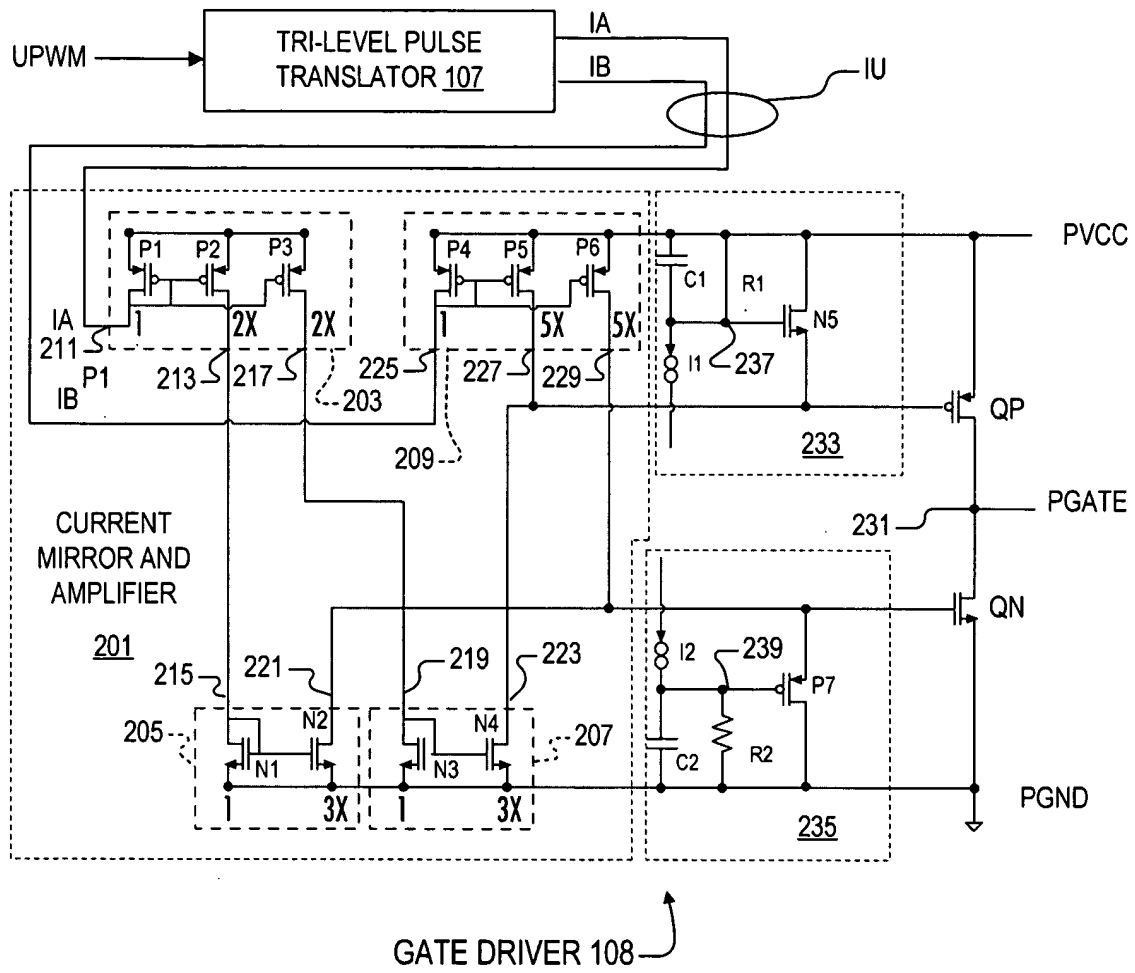 UPWM
TRI-LEVEL PULSE
TRANSLATOR 107
IA
IB
IU
P1
P2
P3
P4
P5
P6
C1
R1
N5
PVCC
IA
211
1
2X
2X
1
5X
5X
I1
237
P1
213
217
225
227
229
IB
203
209
233
QP
CURRENT
MIRROR AND
AMPLIFIER
201
231
PGATE
QN
215
221
219
223
I2
239
P7
205
N2
N4
207
N1
N3
C2
R2
PGND
1
3X
1
3X
235
GATE DRIVER 108